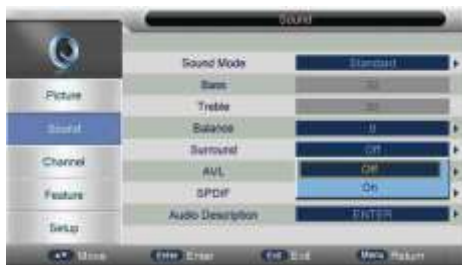 Sound
Sound Mode Standard
Bass
Picture
Treble
Sound
Balance 0
Surround Off
Channel
AVL Off
On
Feature
SPDIF
Audio Description ENTER
Setup
Move Enter Enter Exit Exit Menu Return